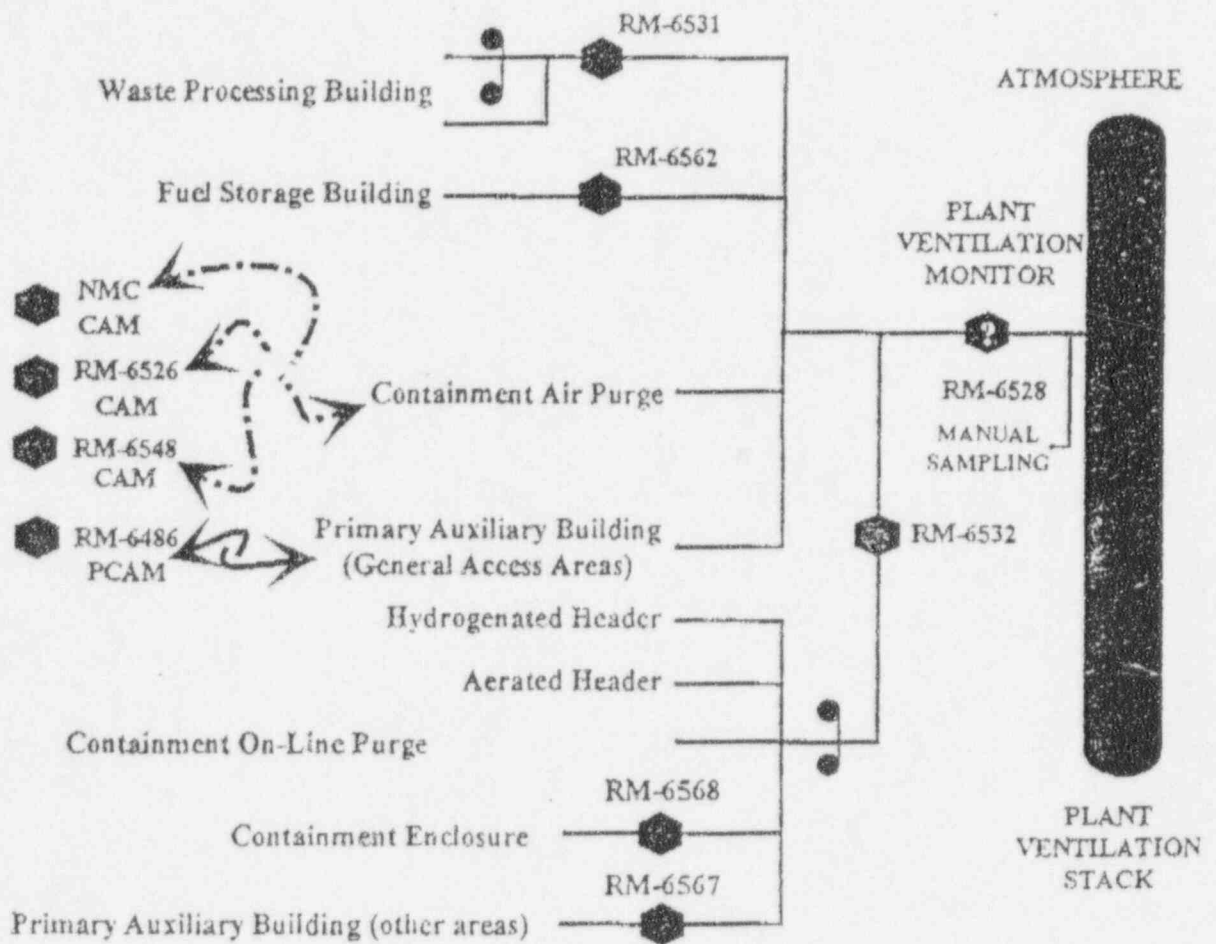 RM-6531
Waste Processing Building
ATMOSPHERE
RM-6562
Fuel Storage Building
PLANT
VENTILATION
MONITOR
NMC
CAM
RM-6526
CAM
Containment Air Purge
RM-6528
RM-6548
CAM
MANUAL
SAMPLING
RM-6486
PCAM
Primary Auxiliary Building
(General Access Areas)
RM-6532
Hydrogenated Header
Aerated Header
Containment On-Line Purge
RM-6568
Containment Enclosure
PLANT
VENTILATION
STACK
RM-6567
Primary Auxiliary Building (other areas)